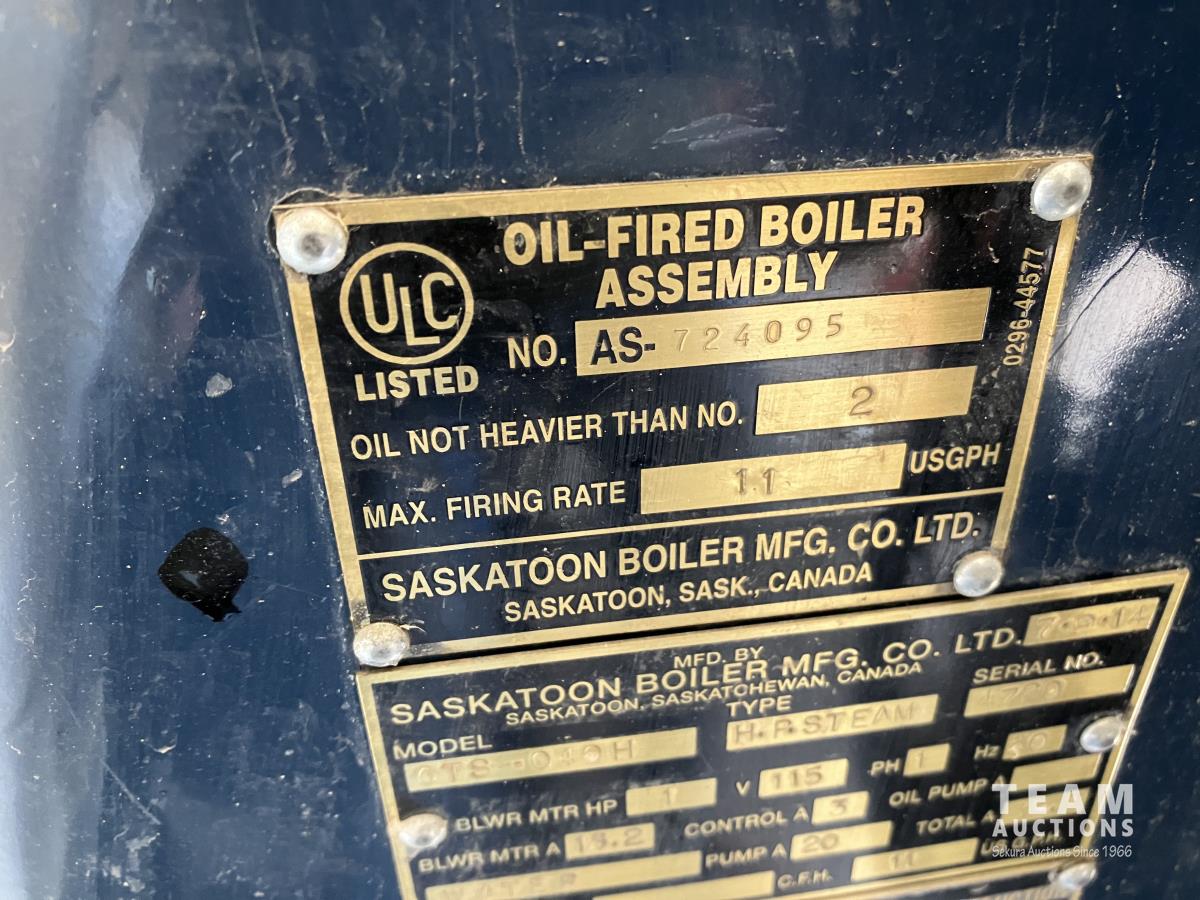 OIL-FIRED BOILER
ASSEMBLY
ULC
LISTED
NO. AS- 724095
0296-44577
OIL NOT HEAVIER THAN NO. 2
MAX. FIRING RATE 11 USGPH
SASKATOON BOILER MFG. CO. LTD.
SASKATOON, SASK., CANADA
MFD. BY
SASKATOON BOILER MFG. CO. LTD.
SASKATOON, SASKATCHEWAN, CANADA
MODEL TYPE H.P.STEAM SERIAL NO.
BLWR MTR HP 1 V 115 PH 1 Hz 60
BLWR MTR A CONTROL A 3 OIL PUMP A
PUMP A 20 TOTAL A
WATER C.F.H. 11
TEAM
AUCTIONS
Sekura Auctions Since 1966